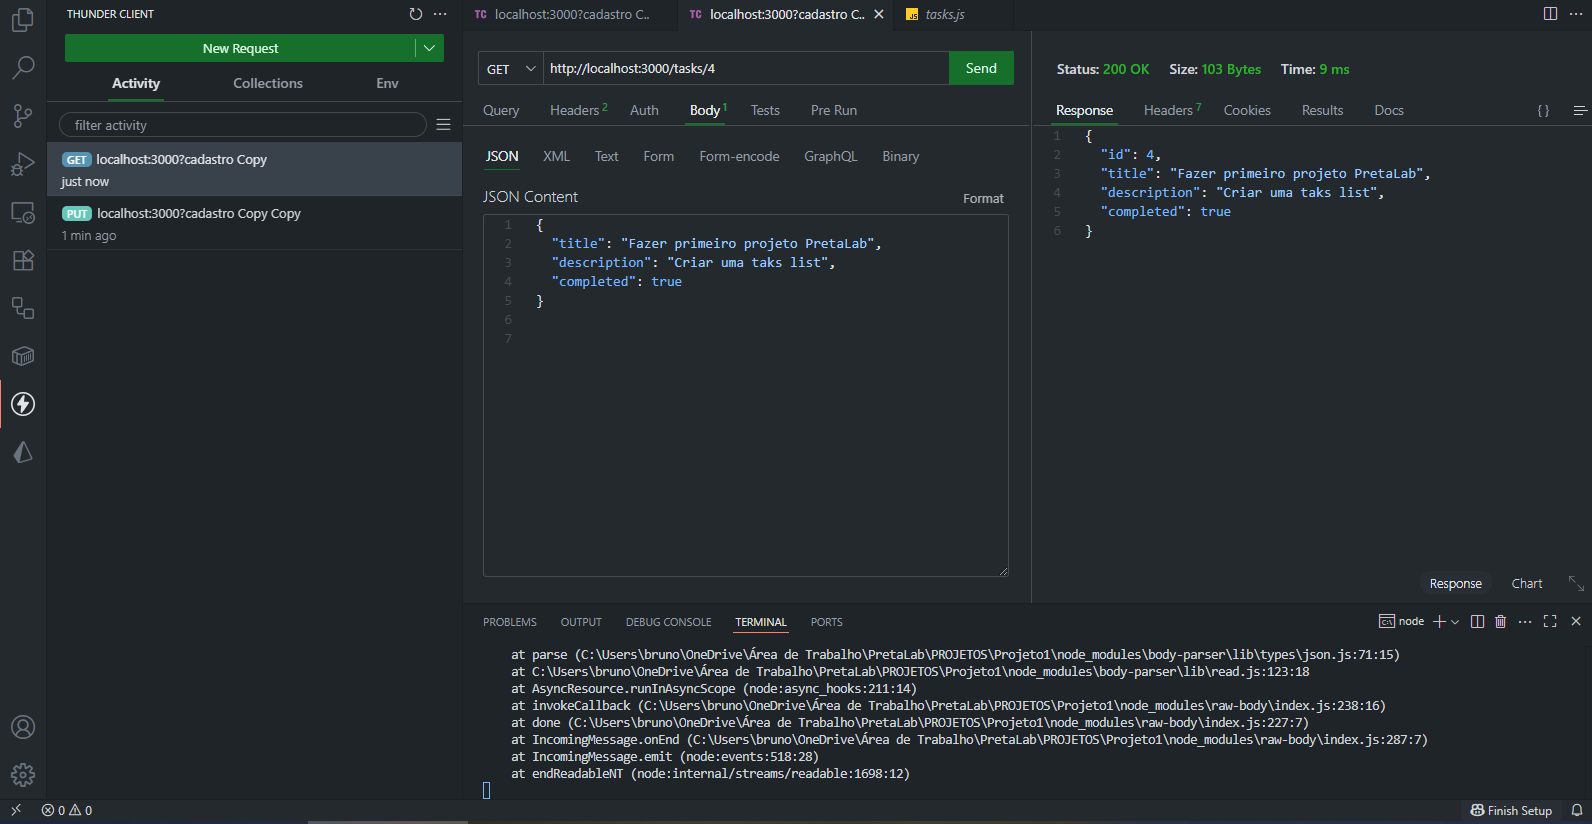 THUNDER CLIENT
New Request
Activity Collections Env
filter activity
GET localhost:3000?cadastro Copy
just now
PUT localhost:3000?cadastro Copy Copy
1 min ago
TC localhost:3000?cadastro C..
TC localhost:3000?cadastro C..
JS tasks.js
GET http://localhost:3000/tasks/4 Send
Query Headers 2 Auth Body 1 Tests Pre Run
JSON XML Text Form Form-encode GraphQL Binary
JSON Content Format
1 {
2 "title": "Fazer primeiro projeto PretaLab",
3 "description": "Criar uma taks list",
4 "completed": true
5 }
6
7
Status: 200 OK Size: 103 Bytes Time: 9 ms
Response Headers 7 Cookies Results Docs { }
1 {
2 "id": 4,
3 "title": "Fazer primeiro projeto PretaLab",
4 "description": "Criar uma taks list",
5 "completed": true
6 }
Response Chart
PROBLEMS OUTPUT DEBUG CONSOLE TERMINAL PORTS
node
at parse (C:\Users\bruno\OneDrive\Área de Trabalho\PretaLab\PROJETOS\Projeto1\node_modules\body-parser\lib\types\json.js:71:15)
at C:\Users\bruno\OneDrive\Área de Trabalho\PretaLab\PROJETOS\Projeto1\node_modules\body-parser\lib\read.js:123:18
at AsyncResource.runInAsyncScope (node:async_hooks:211:14)
at invokeCallback (C:\Users\bruno\OneDrive\Área de Trabalho\PretaLab\PROJETOS\Projeto1\node_modules\raw-body\index.js:238:16)
at done (C:\Users\bruno\OneDrive\Área de Trabalho\PretaLab\PROJETOS\Projeto1\node_modules\raw-body\index.js:227:7)
at IncomingMessage.onEnd (C:\Users\bruno\OneDrive\Área de Trabalho\PretaLab\PROJETOS\Projeto1\node_modules\raw-body\index.js:287:7)
at IncomingMessage.emit (node:events:518:28)
at endReadableNT (node:internal/streams/readable:1698:12)
0 0
Finish Setup